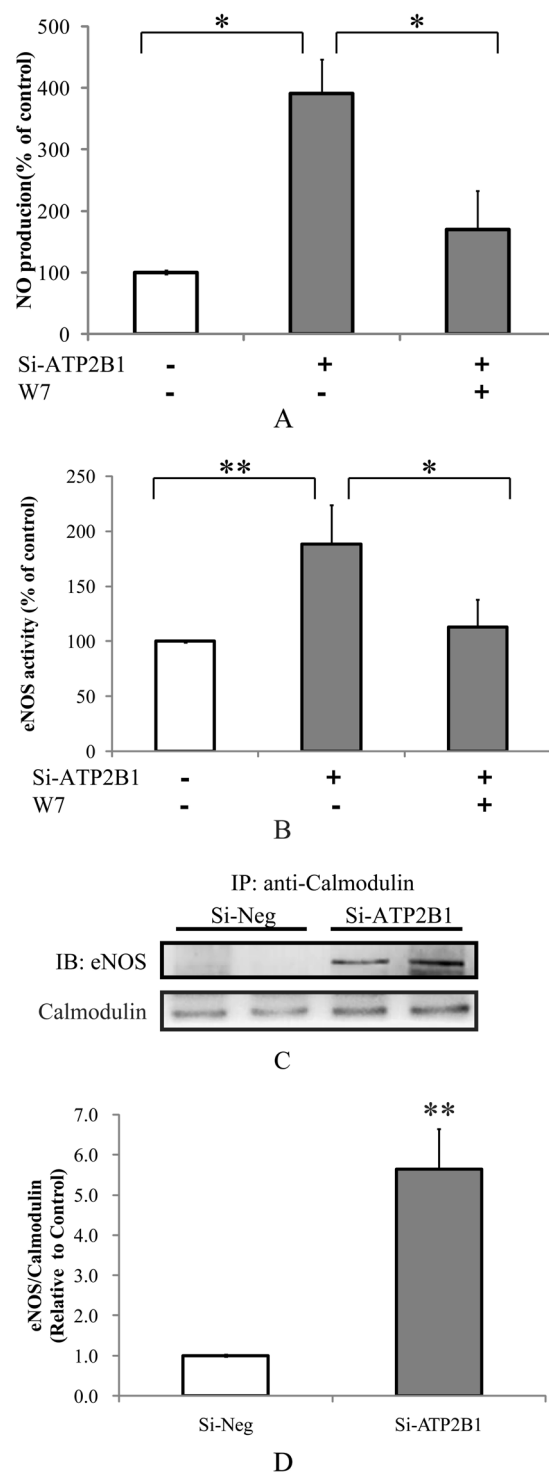 *
*
500
400
300
200
100
0
NO producion(% of control)
Si-ATP2B1 - + +
W7 - - +
A
**
*
250
200
150
100
50
0
eNOS activity (% of control)
Si-ATP2B1 - + +
W7 - - +
B
IP: anti-Calmodulin
Si-Neg Si-ATP2B1
IB: eNOS
Calmodulin
C
**
7.0
6.0
5.0
4.0
3.0
2.0
1.0
0.0
eNOS/Calmodulin
(Relative to Control)
Si-Neg Si-ATP2B1
D